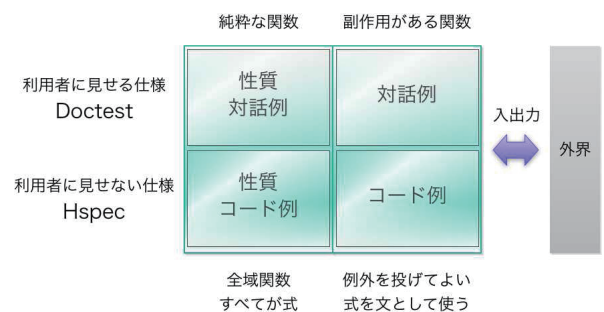 純粋な関数
副作用がある関数
利用者に見せる仕様
Doctest
性質
対話例
対話例
入出力
外界
利用者に見せない仕様
Hspec
性質
コード例
コード例
全域関数
すべてが式
例外を投げてよい
式を文として使う